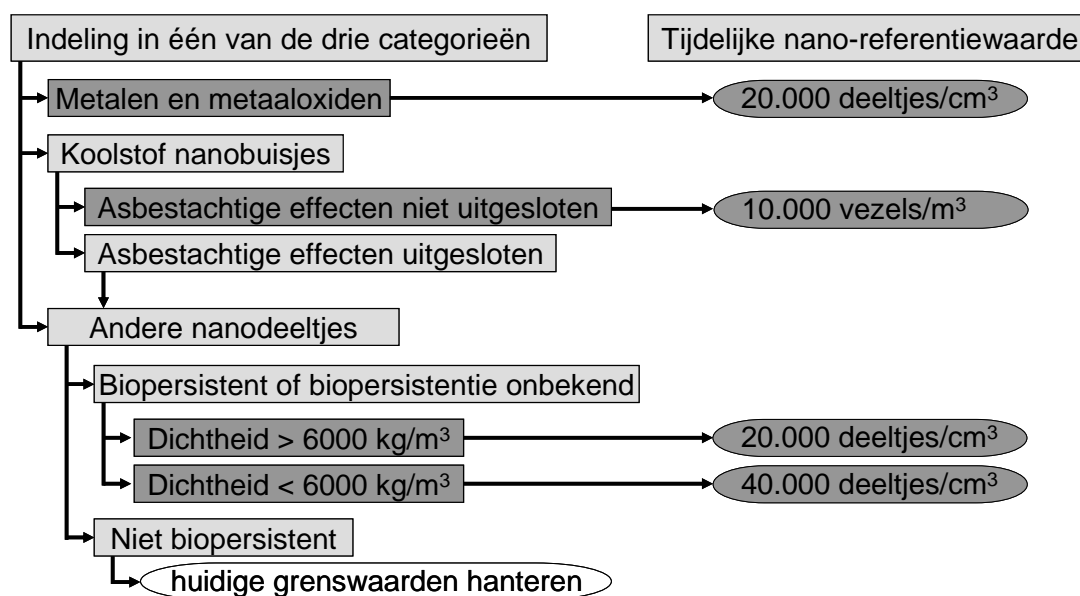 Indeling in één van de drie categorieën
Tijdelijke nano-referentiewaarde
Metalen en metaaloxiden
20.000 deeltjes/cm³
Koolstof nanobuisjes
Asbestachtige effecten niet uitgesloten
10.000 vezels/m³
Asbestachtige effecten uitgesloten
Andere nanodeeltjes
Biopersistent of biopersistentie onbekend
Dichtheid > 6000 kg/m³
20.000 deeltjes/cm³
Dichtheid < 6000 kg/m³
40.000 deeltjes/cm³
Niet biopersistent
huidige grenswaarden hanteren